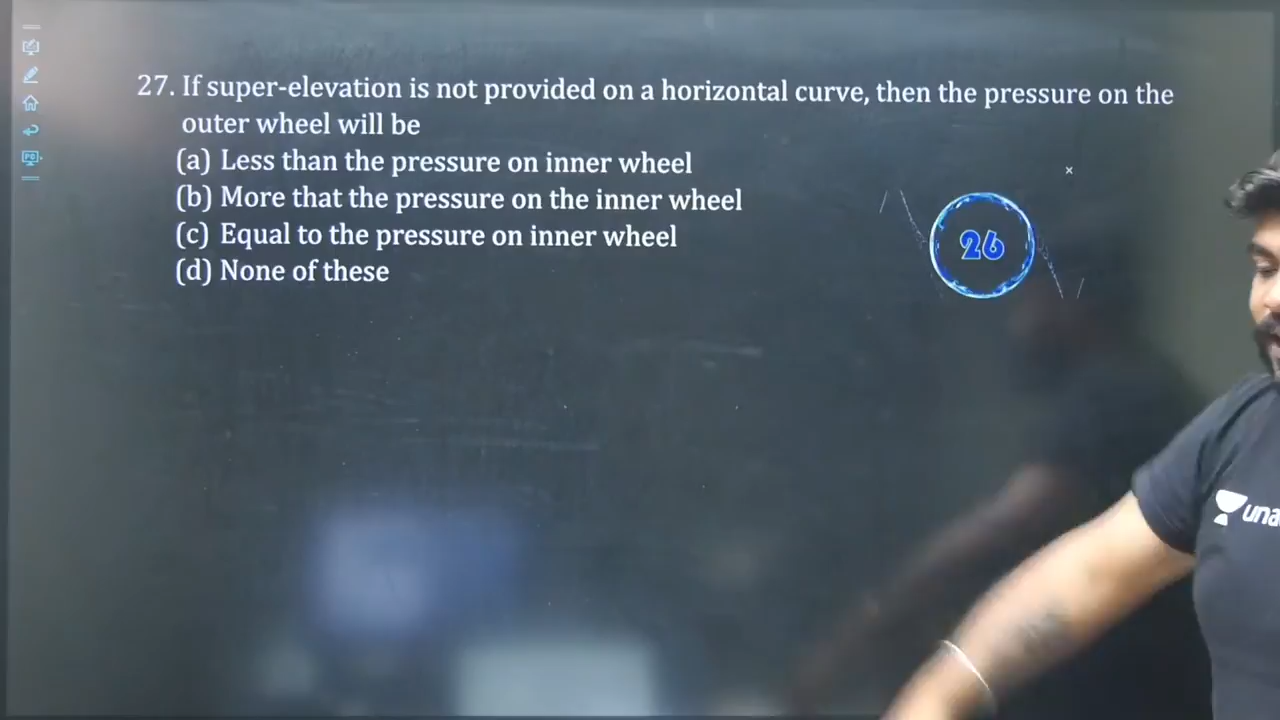 27. If super-elevation is not provided on a horizontal curve, then the pressure on the
outer wheel will be
(a) Less than the pressure on inner wheel
(b) More that the pressure on the inner wheel
(c) Equal to the pressure on inner wheel
(d) None of these
26
una